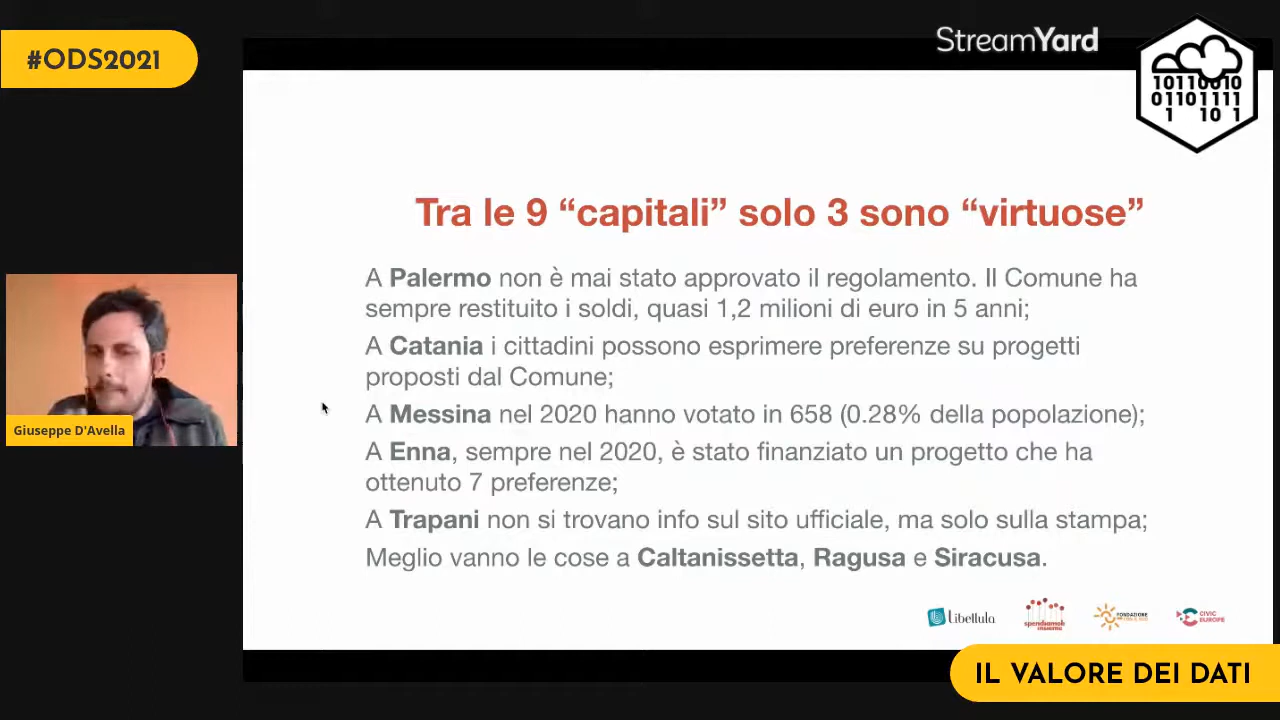 #ODS2021
StreamYard
10110010
01101111
1 10 1
Tra le 9 “capitali” solo 3 sono “virtuose”
A Palermo non è mai stato approvato il regolamento. Il Comune ha
sempre restituito i soldi, quasi 1,2 milioni di euro in 5 anni;
A Catania i cittadini possono esprimere preferenze su progetti
proposti dal Comune;
A Messina nel 2020 hanno votato in 658 (0.28% della popolazione);
A Enna, sempre nel 2020, è stato finanziato un progetto che ha
ottenuto 7 preferenze;
A Trapani non si trovano info sul sito ufficiale, ma solo sulla stampa;
Meglio vanno le cose a Caltanissetta, Ragusa e Siracusa.
Giuseppe D'Avella
Libellula
spendiamoli
insieme
FONDAZIONE
CIVIC
EUROPE
IL VALORE DEI DATI